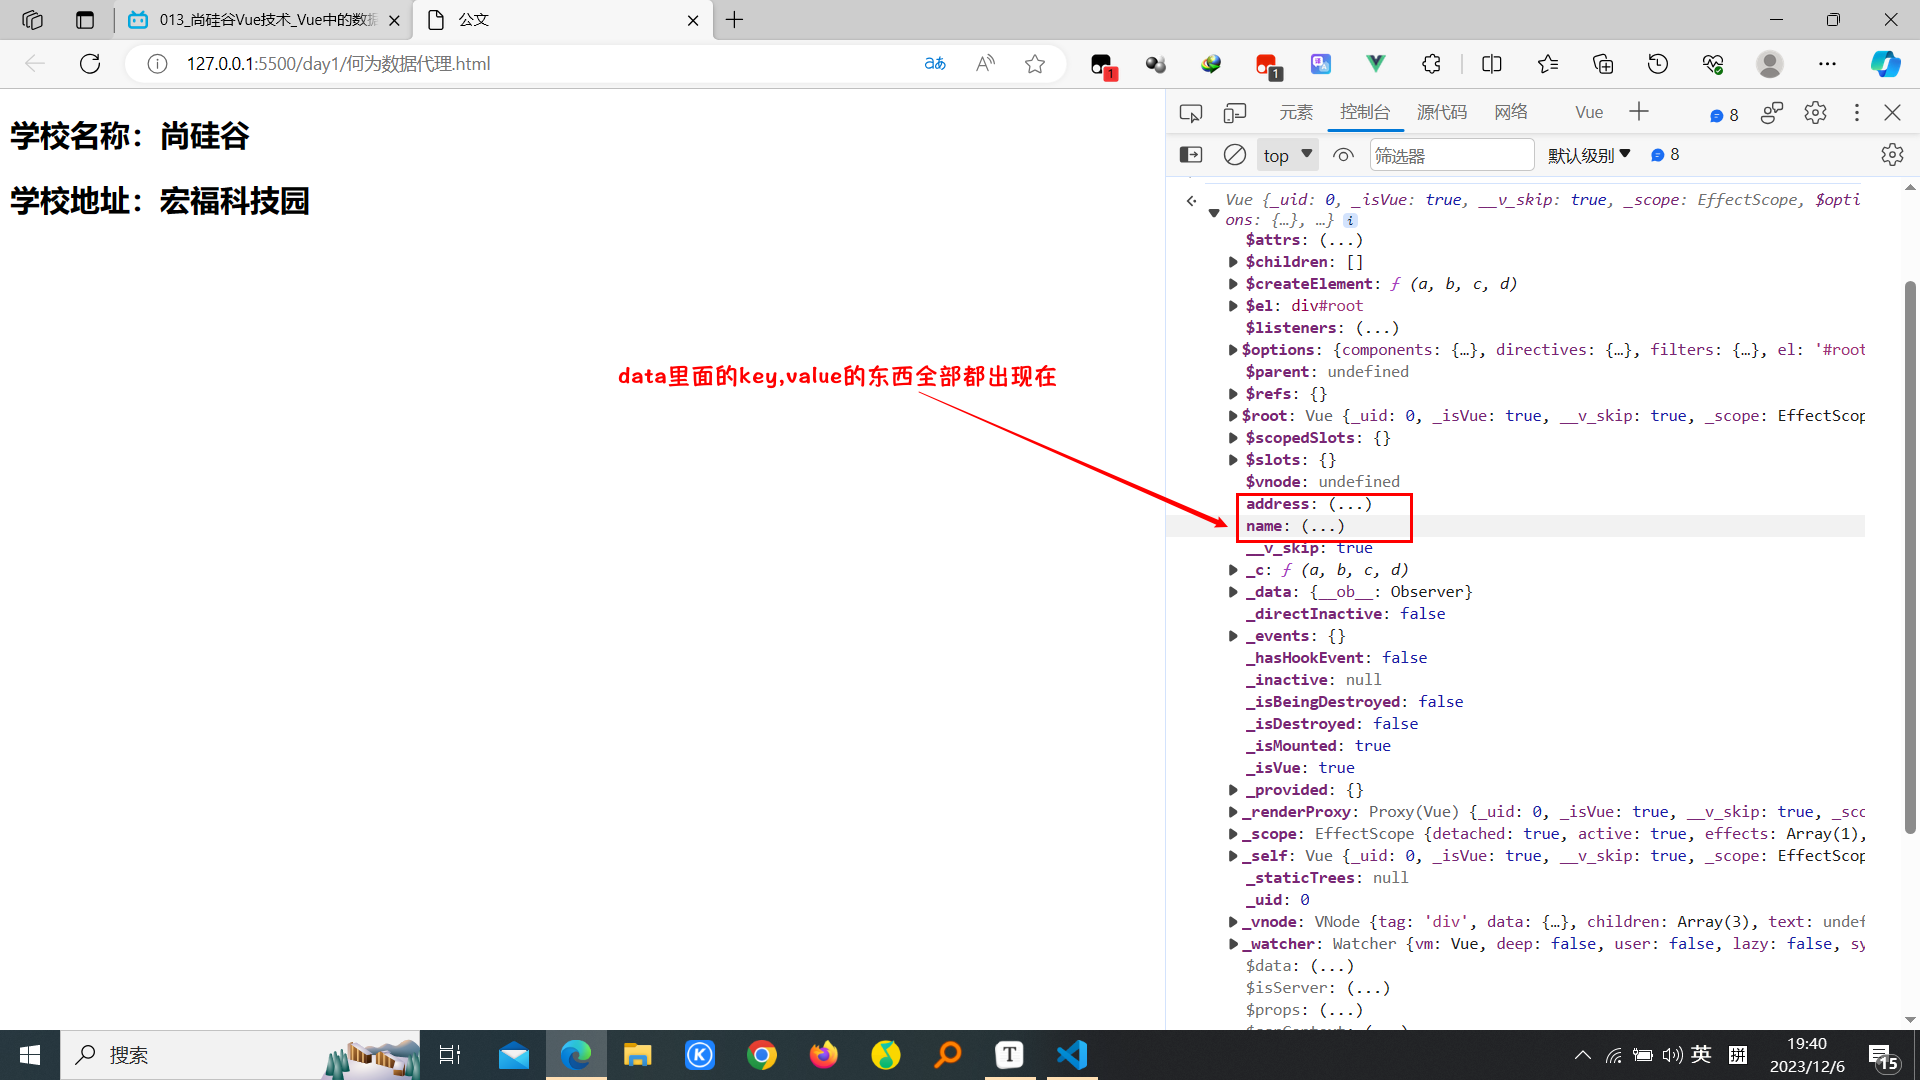 013_尚硅谷Vue技术_Vue中的数据
公文
127.0.0.1:5500/day1/何为数据代理.html
aあ
A
1
1
学校名称：尚硅谷
学校地址：宏福科技园
data里面的key,value的东西全部都出现在
元素
控制台
源代码
网络
Vue
8
top
筛选器
默认级别
8
Vue {_uid: 0, _isVue: true, __v_skip: true, _scope: EffectScope, $opti
ons: {…}, …} i
$attrs: (...)
$children: []
$createElement: ƒ (a, b, c, d)
$el: div#root
$listeners: (...)
$options: {components: {…}, directives: {…}, filters: {…}, el: '#root
$parent: undefined
$refs: {}
$root: Vue {_uid: 0, _isVue: true, __v_skip: true, _scope: EffectScop
$scopedSlots: {}
$slots: {}
$vnode: undefined
address: (...)
name: (...)
__v_skip: true
_c: ƒ (a, b, c, d)
_data: {__ob__: Observer}
_directInactive: false
_events: {}
_hasHookEvent: false
_inactive: null
_isBeingDestroyed: false
_isDestroyed: false
_isMounted: true
_isVue: true
_provided: {}
_renderProxy: Proxy(Vue) {_uid: 0, _isVue: true, __v_skip: true, _sco
_scope: EffectScope {detached: true, active: true, effects: Array(1),
_self: Vue {_uid: 0, _isVue: true, __v_skip: true, _scope: EffectScop
_staticTrees: null
_uid: 0
_vnode: VNode {tag: 'div', data: {…}, children: Array(3), text: undef
_watcher: Watcher {vm: Vue, deep: false, user: false, lazy: false, sy
$data: (...)
$isServer: (...)
$props: (...)
搜索
K
T
英
拼
19:40
2023/12/6
15